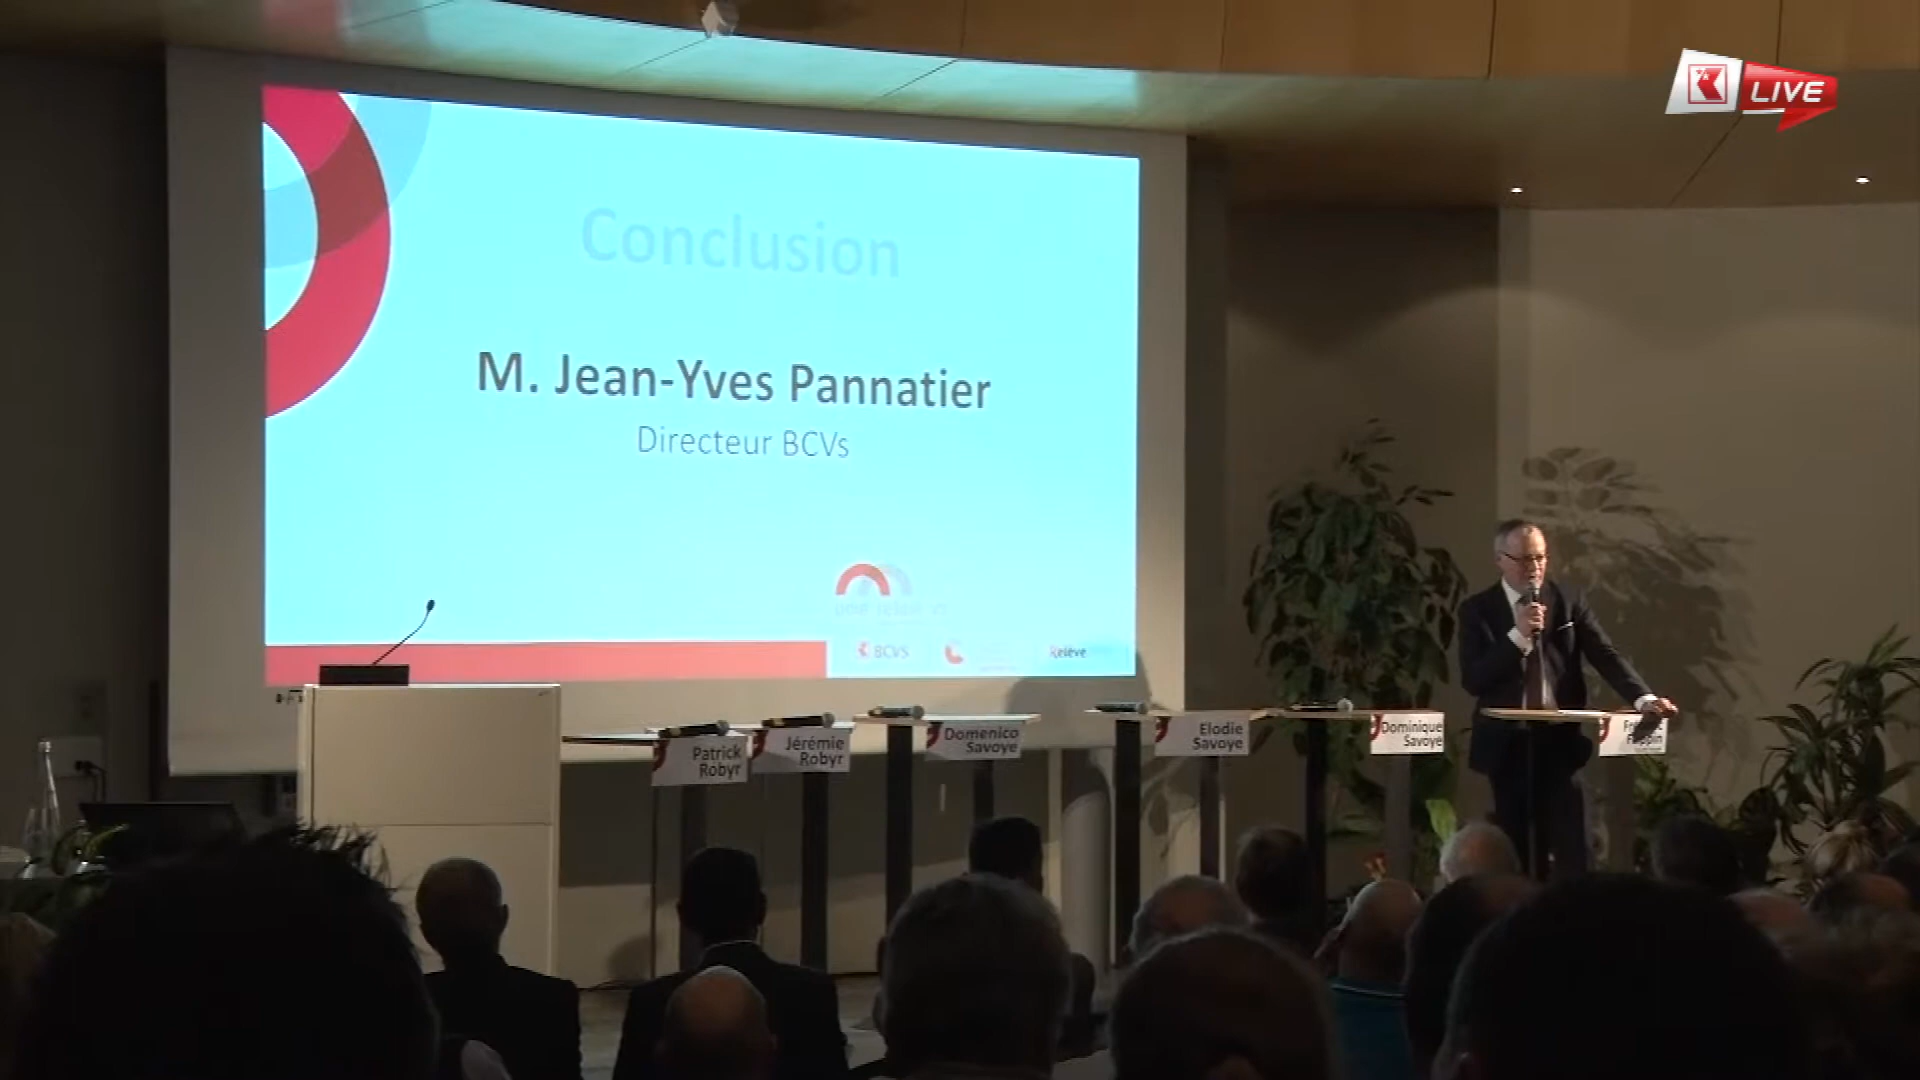 LIVE
Conclusion
M. Jean-Yves Pannatier
Directeur BCVs
BCVS
Relève
Patrick
Robyr
Jérémie
Robyr
Domenico
Savoye
Elodie
Savoye
Dominique
Savoye